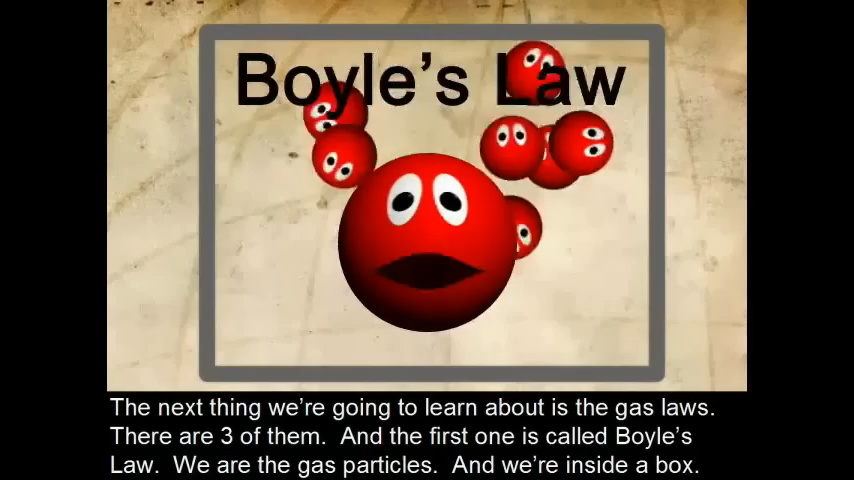 Boyle’s Law
The next thing we’re going to learn about is the gas laws.
There are 3 of them.  And the first one is called Boyle’s
Law.  We are the gas particles.  And we’re inside a box.